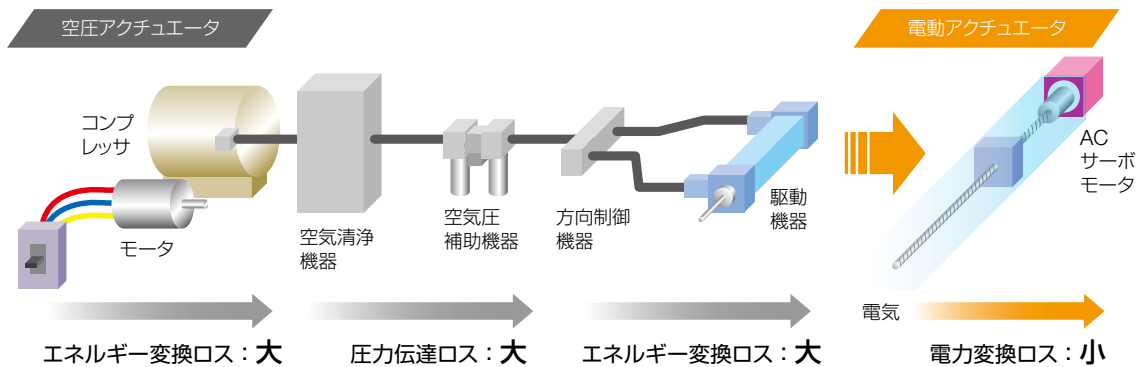 空圧アクチュエータ
電動アクチュエータ
コンプ
レッサ
モータ
空気清浄
機器
空気圧
補助機器
方向制御
機器
駆動
機器
AC
サーボ
モータ
電気
エネルギー変換ロス：大
圧力伝達ロス：大
エネルギー変換ロス：大
電力変換ロス：小